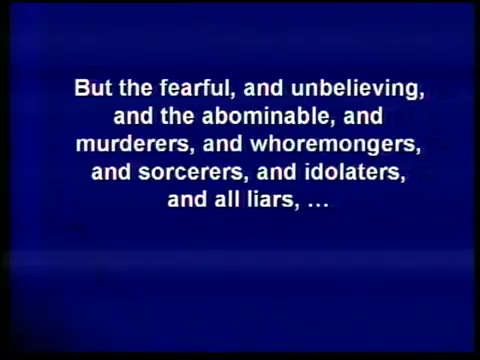 But the fearful, and unbelieving,
and the abominable, and
murderers, and whoremongers,
and sorcerers, and idolaters,
and all liars, …